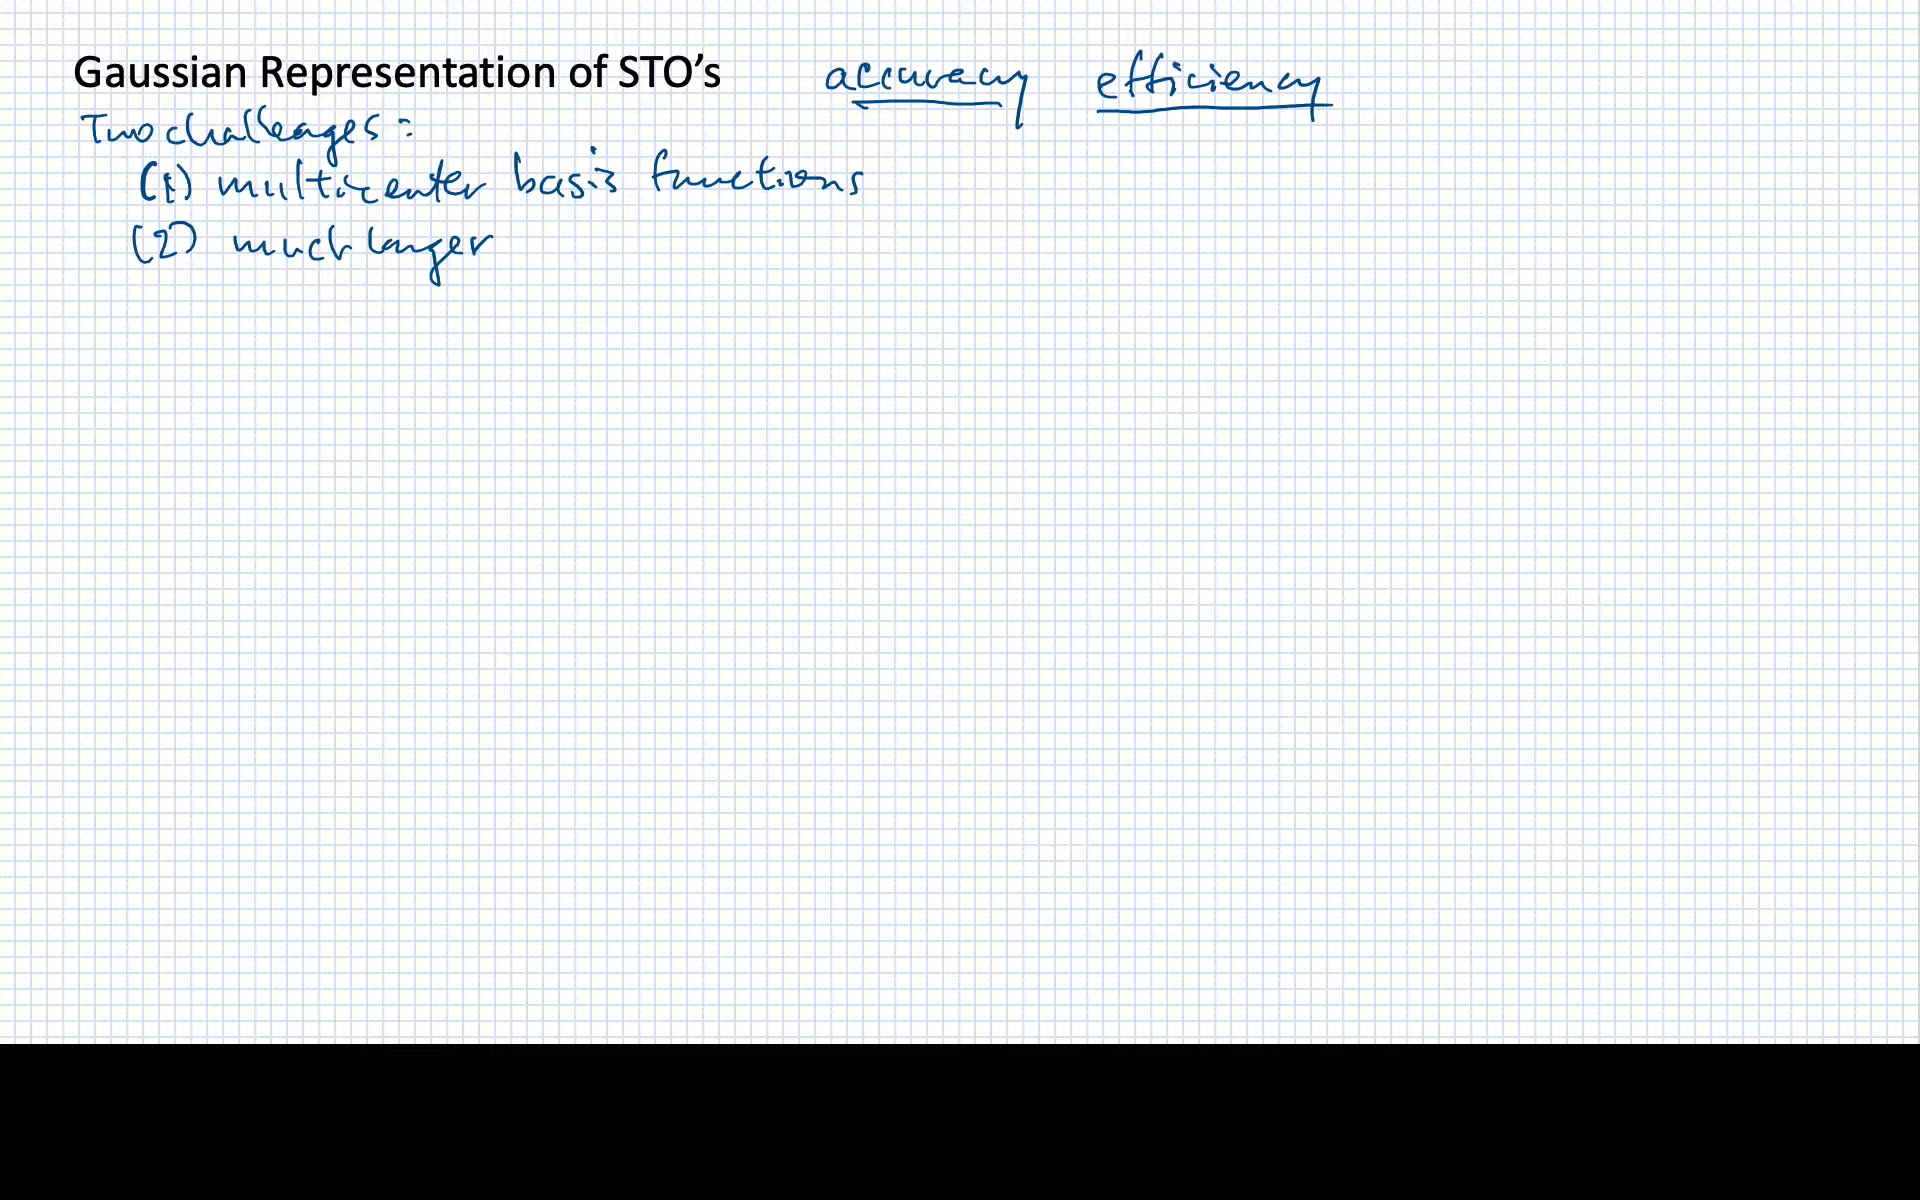 Gaussian Representation of STO’s accuracy efficiency
Two challenges:
(1) multicenter basis functions
(2) much larger